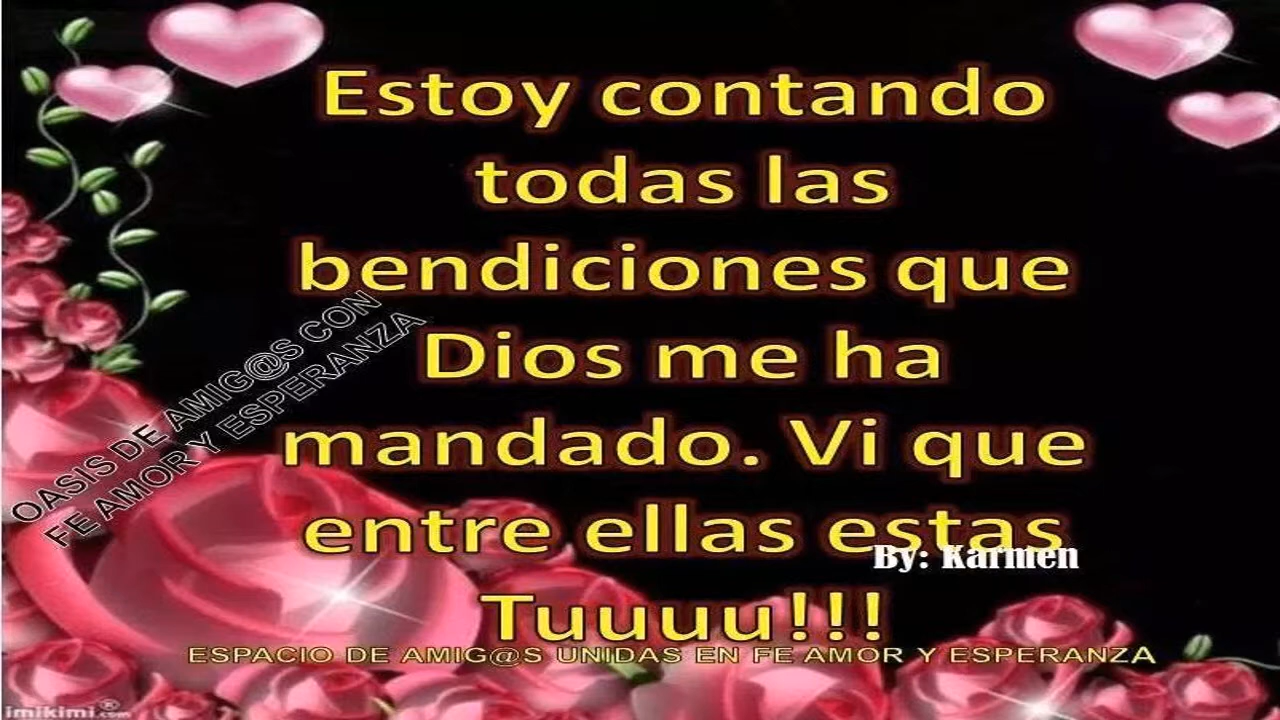 Estoy contando
todas las
bendiciones que
Dios me ha
mandado. Vi que
entre ellas estas
Tuuuu!!!
By: Karmen
OASIS DE AMIG@S CON
FE AMOR Y ESPERANZA
ESPACIO DE AMIG@S UNIDAS EN FE AMOR Y ESPERANZA
imikimi®.com